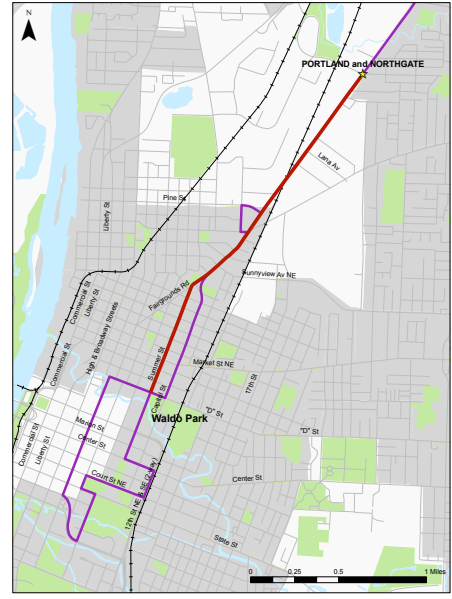 N
PORTLAND and NORTHGATE
Lana Av
Pine St
Liberty St
Sunnyview Av NE
Fairgrounds Rd
Commercial St
Liberty St
High & Broadway Streets
Commercial St
Summer St
Market St NE
17th St
Capitol St
"D" St
Waldo Park
Marion St
Center St
"D" St
Commercial St
Liberty St
Court St NE
Center St
12th St NE & SE (2-way)
State St
0 0.25 0.5 1 Miles